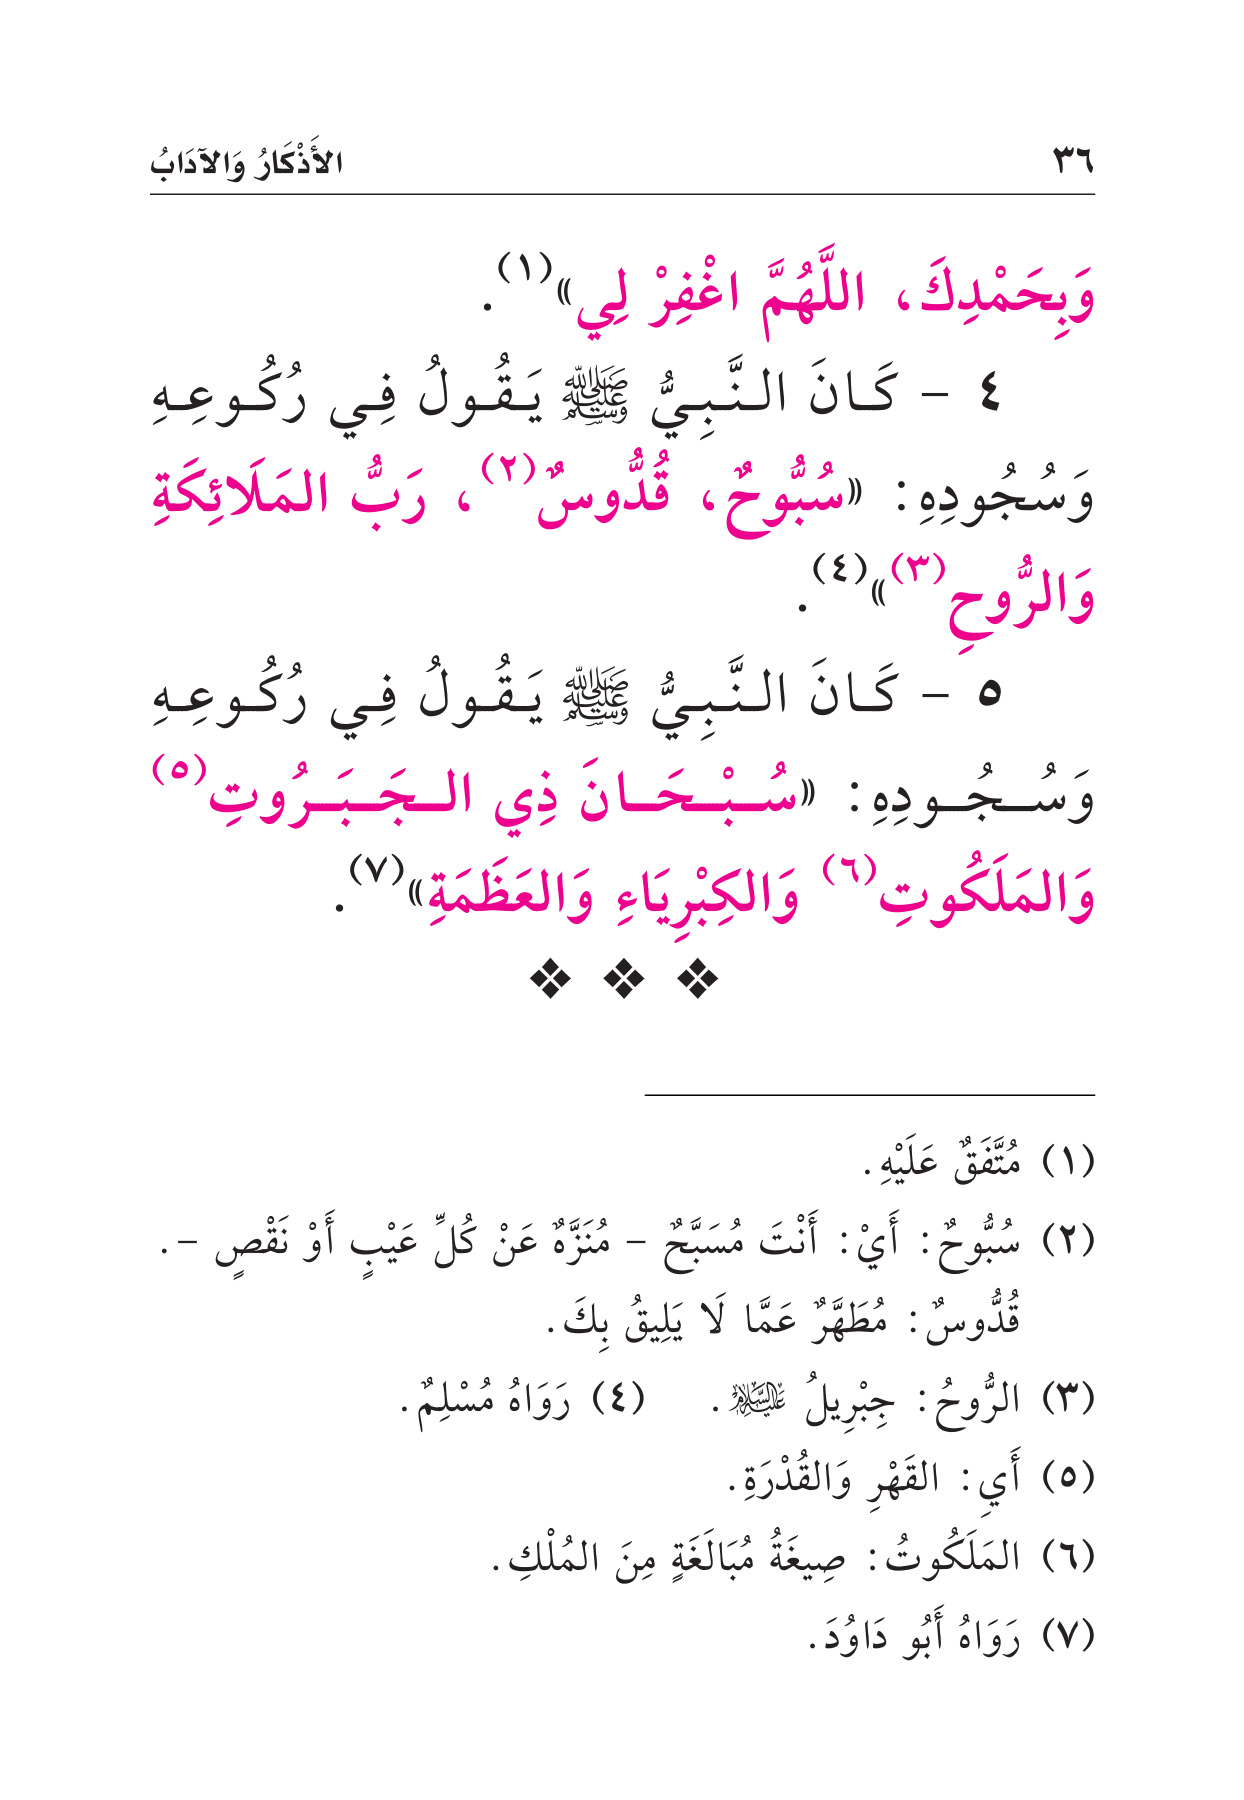 ٣٦ الأَذْكَارُ وَالآدَابُ
وَبِحَمْدِكَ، اللَّهُمَّ اغْفِرْ لِي»(١).
٤ - كَانَ النَّبِيُّ ﷺ يَقُولُ فِي رُكُوعِهِ
وَسُجُودِهِ: «سُبُّوحٌ، قُدُّوسٌ(٢)، رَبُّ المَلَائِكَةِ
وَالرُّوحِ(٣)»(٤).
٥ - كَانَ النَّبِيُّ ﷺ يَقُولُ فِي رُكُوعِهِ
وَسُجُودِهِ: «سُبْحَانَ ذِي الجَبَرُوتِ(٥)
وَالمَلَكُوتِ(٦) وَالكِبْرِيَاءِ وَالعَظَمَةِ»(٧).
(١) مُتَّفَقٌ عَلَيْهِ.
(٢) سُبُّوحٌ: أَيْ: أَنْتَ مُسَبَّحٌ - مُنَزَّهٌ عَنْ كُلِّ عَيْبٍ أَوْ نَقْصٍ -.
قُدُّوسٌ: مُطَهَّرٌ عَمَّا لَا يَلِيقُ بِكَ.
(٣) الرُّوحُ: جِبْرِيلُ عليه السلام. (٤) رَوَاهُ مُسْلِمٌ.
(٥) أَيِ: القَهْرِ وَالقُدْرَةِ.
(٦) المَلَكُوتُ: صِيغَةُ مُبَالَغَةٍ مِنَ المُلْكِ.
(٧) رَوَاهُ أَبُو دَاوُدَ.